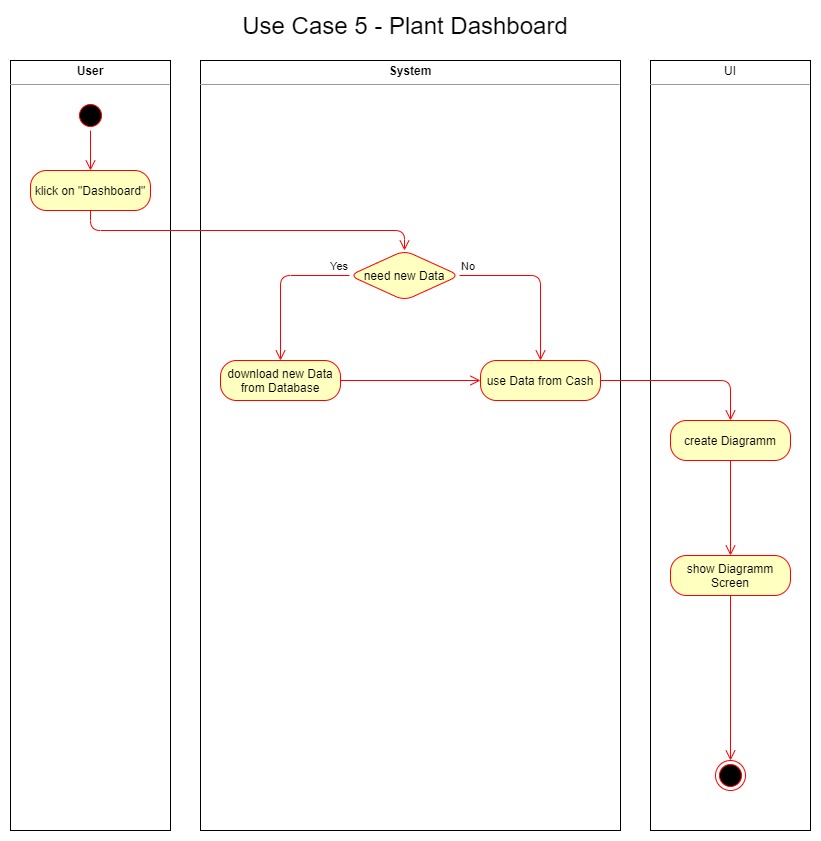 Use Case 5 - Plant Dashboard
User
System
UI
klick on "Dashboard"
Yes
need new Data
No
download new Data
from Database
use Data from Cash
create Diagramm
show Diagramm
Screen